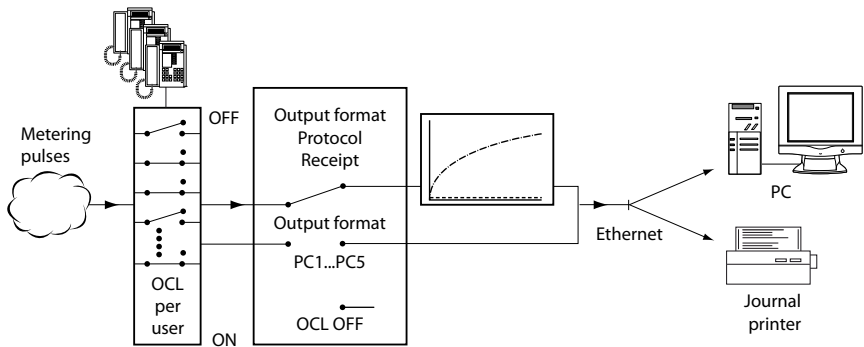 Metering
pulses
OFF
OCL
per
user
ON
Output format
Protocol
Receipt
Output format
PC1...PC5
OCL OFF
Ethernet
PC
Journal
printer